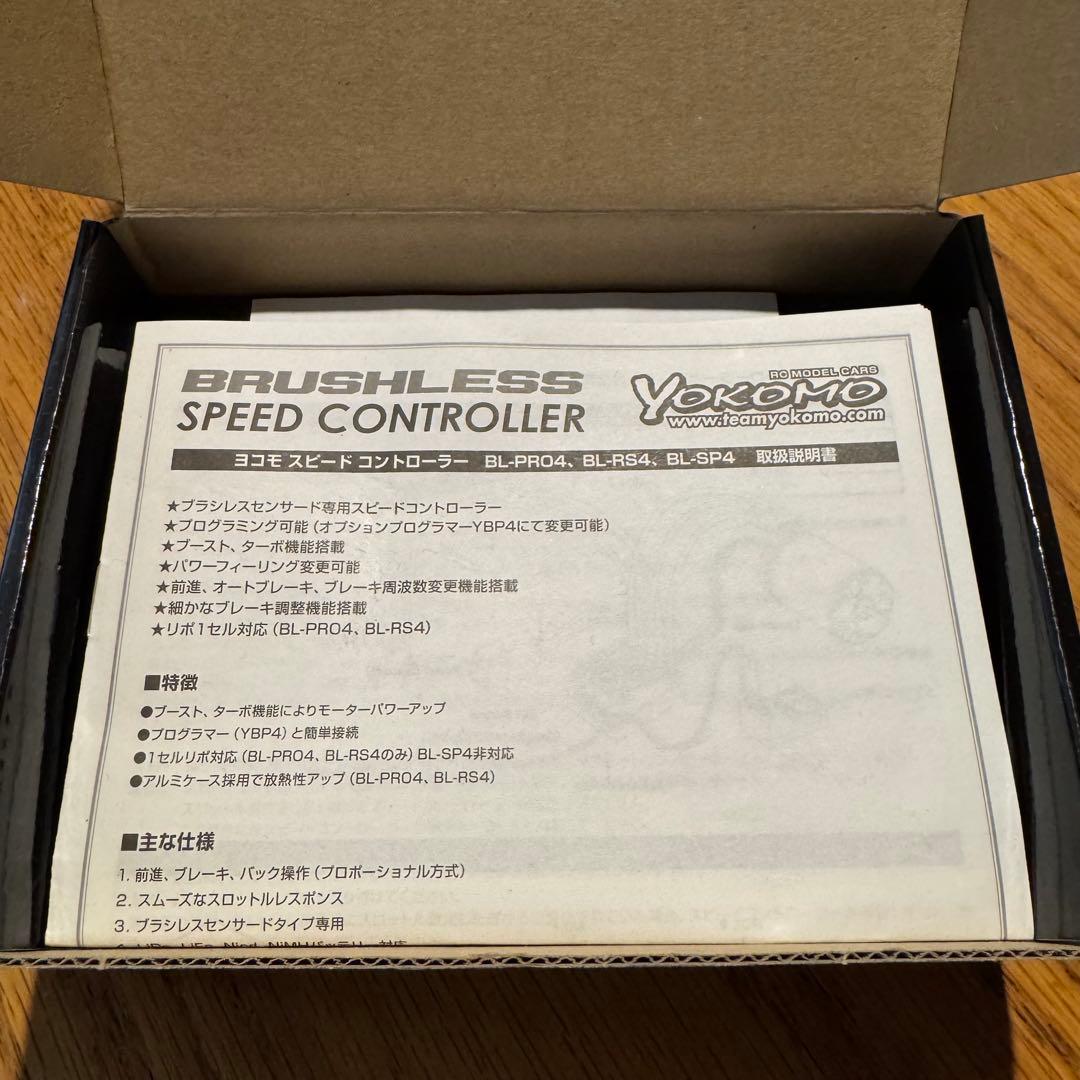 BRUSHLESS
SPEED CONTROLLER
RC MODEL CARS
YOKOMO
www.teamyokomo.com
ヨコモ スピード コントローラー BL-PRO4、BL-RS4、BL-SP4 取扱説明書
★ブラシレスセンサード専用スピードコントローラー
★プログラミング可能（オプションプログラマーYBP4にて変更可能）
★ブースト、ターボ機能搭載
★パワーフィーリング変更可能
★前進、オートブレーキ、ブレーキ周波数変更機能搭載
★細かなブレーキ調整機能搭載
★リポ1セル対応（BL-PRO4、BL-RS4）
■特徴
●ブースト、ターボ機能によりモーターパワーアップ
●プログラマー（YBP4）と簡単接続
●1セルリポ対応（BL-PRO4、BL-RS4のみ）BL-SP4非対応
●アルミケース採用で放熱性アップ（BL-PRO4、BL-RS4）
■主な仕様
1. 前進、ブレーキ、バック操作（プロポーショナル方式）
2. スムーズなスロットルレスポンス
3. ブラシレスセンサードタイプ専用
4. LiPo、LiFe、Nicd、NiMHバッテリー対応